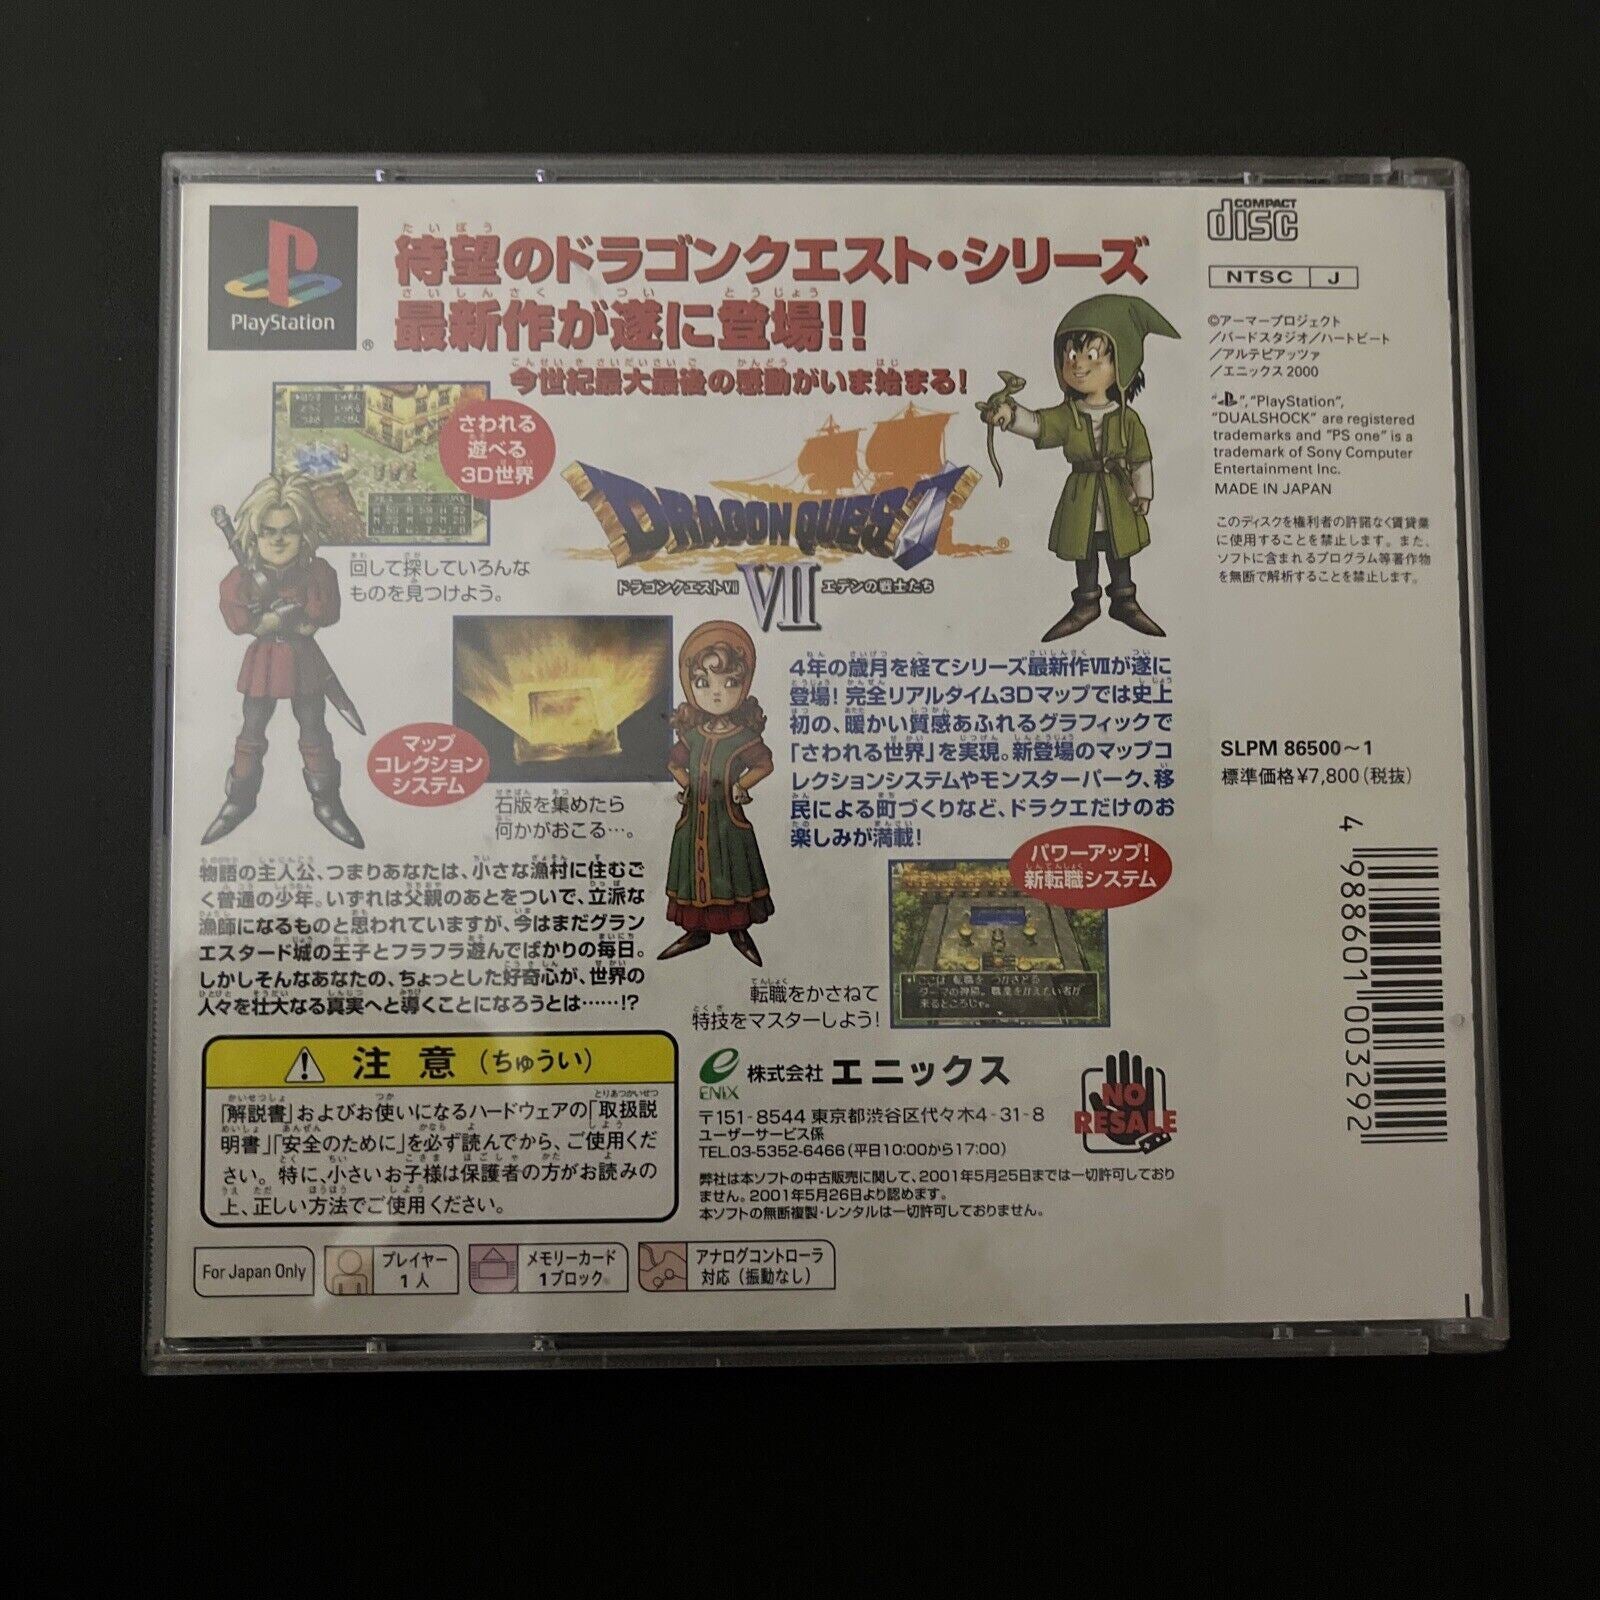 PlayStation
®
待望のドラゴンクエスト・シリーズ
最新作が遂に登場!!
今世紀最大最後の感動がいま始まる!
さわれる
遊べる
3D世界
回して探していろんな
ものを見つけよう。
DRAGON QUEST
®
ドラゴンクエストVII
VII
エデンの戦士たち
マップ
コレクション
システム
石版を集めたら
何かがおこる…。
4年の歳月を経てシリーズ最新作VIIが遂に
登場!完全リアルタイム3Dマップでは史上
初の、暖かい質感あふれるグラフィックで
「さわれる世界」を実現。新登場のマップコ
レクションシステムやモンスターパーク、移
民による町づくりなど、ドラクエだけのお
楽しみが満載!
パワーアップ!
新転職システム
転職をかさねて
特技をマスターしよう!
物語の主人公、つまりあなたは、小さな漁村に住むご
く普通の少年。いずれは父親のあとをついで、立派な
漁師になるものと思われていますが、今はまだグラン
エスタード城の王子とフラフラ遊んでばかりの毎日。
しかしそんなあなたの、ちょっとした好奇心が、世界の
人々を壮大なる真実へと導くことになろうとは……!?
注意(ちゅうい)
「解説書」およびお使いになるハードウェアの「取扱説
明書」「安全のために」を必ず読んでから、ご使用くだ
さい。特に、小さいお子様は保護者の方がお読みの
上、正しい方法でご使用ください。
ENIX
株式会社エニックス
〒151-8544 東京都渋谷区代々木4-31-8
ユーザーサービス係
TEL.03-5352-6466(平日10:00から17:00)
弊社は本ソフトの中古販売に関して、2001年5月25日までは一切許可しており
ません。2001年5月26日より認めます。
本ソフトの無断複製・レンタルは一切許可しておりません。
NO
RESALE
For Japan Only
プレイヤー
1人
メモリーカード
1ブロック
アナログコントローラ
対応(振動なし)
COMPACT
disc
NTSC J
©アーマープロジェクト
/バードスタジオ/ハートビート
/アルテピアッツァ
/エニックス 2000
" ", "PlayStation",
"DUALSHOCK" are registered
trademarks and "PS one" is a
trademark of Sony Computer
Entertainment Inc.
MADE IN JAPAN
このディスクを権利者の許諾なく賃貸業
に使用することを禁止します。また、
ソフトに含まれるプログラム等著作物
を無断で解析することを禁止します。
SLPM 86500~1
標準価格¥7,800(税抜)
4 988601 003292